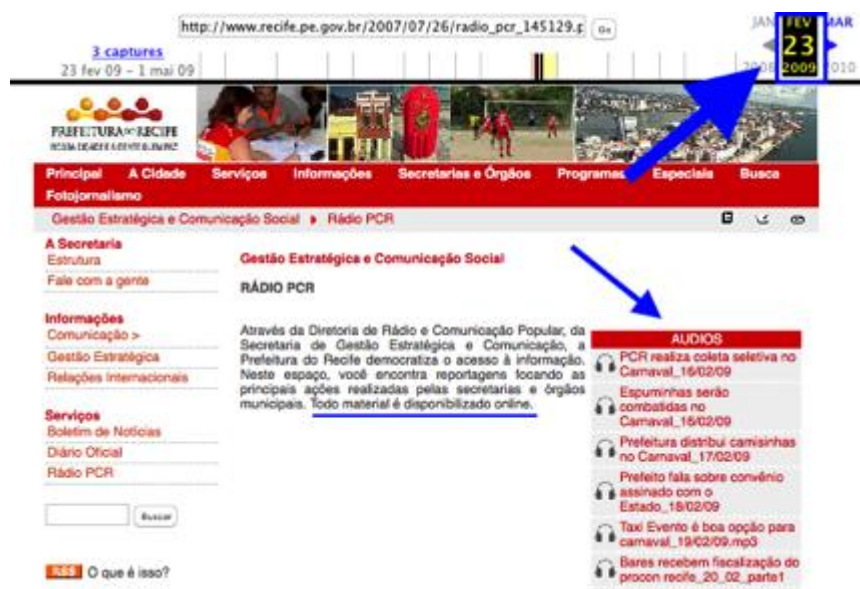 http://www.recife.pe.gov.br/2007/07/26/radio_pcr_145129.p
Go
JAN FEV MAR
3 captures
23
23 fev 09 - 1 mai 09
2008 2009 2010
PREFEITURA DO RECIFE
Principal A Cidade Serviços Informações Secretarias e Órgãos Programas Especiais Busca
Fotojornalismo
Gestão Estratégica e Comunicação Social Rádio PCR
A Secretaria
Estrutura
Fale com a gente
Informações
Comunicação >
Gestão Estratégica
Relações Internacionais
Serviços
Boletim de Notícias
Diário Oficial
Rádio PCR
Buscar
RSS O que é isso?
Gestão Estratégica e Comunicação Social
RÁDIO PCR
Através da Diretoria de Rádio e Comunicação Popular, da
Secretaria de Gestão Estratégica e Comunicação, a
Prefeitura do Recife democratiza o acesso à informação.
Neste espaço, você encontra reportagens focando as
principais ações realizadas pelas secretarias e órgãos
municipais. Todo material é disponibilizado online.
AUDIOS
PCR realiza coleta seletiva no
Carnaval_16/02/09
Espuminhas serão
combatidas no
Carnaval_16/02/09
Prefeitura distribui camisinhas
no Carnaval_17/02/09
Prefeito fala sobre convênio
assinado com o
Estado_18/02/09
Taxi Evento é boa opção para
carnaval_19/02/09.mp3
Bares recebem fiscalização do
procon recife_20_02_parte1